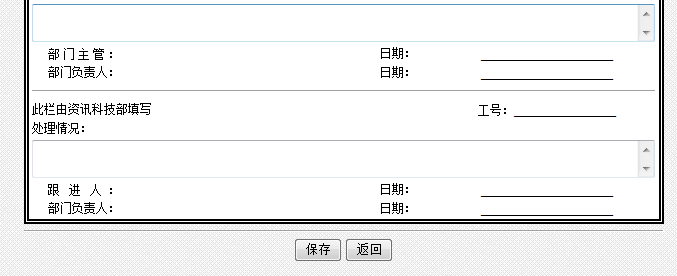 部门主管： 日期：
部门负责人： 日期：
此栏由资讯科技部填写 工号：
处理情况：
跟 进 人 ： 日期：
部门负责人： 日期：
保存 返回